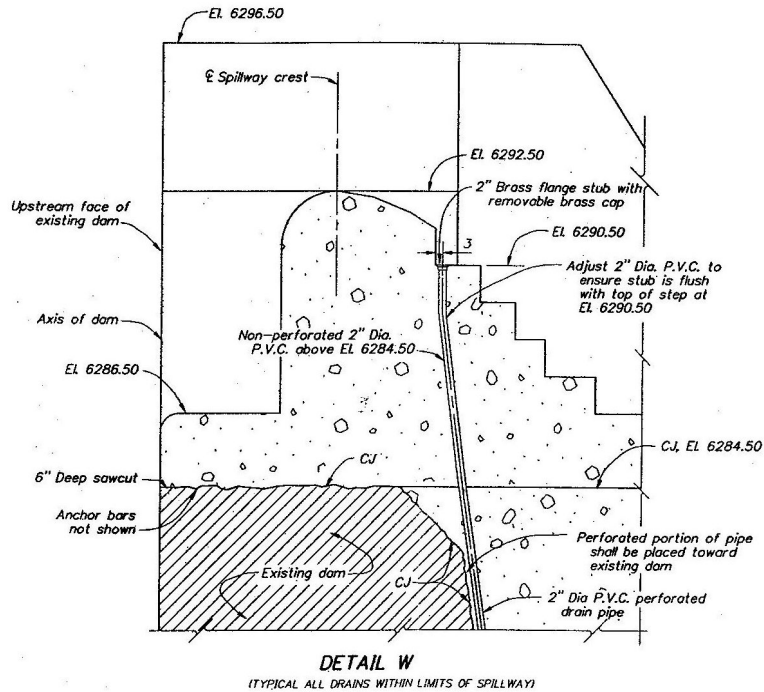 El. 6296.50
℄ Spillway crest
El. 6292.50
2" Brass flange stub with
removable brass cap
Upstream face of
existing dam
El. 6290.50
3
Adjust 2" Dia. P.V.C. to
ensure stub is flush
with top of step at
El. 6290.50
Axis of dam
Non-perforated 2" Dia.
P.V.C. above El. 6284.50
El. 6286.50
CJ, El. 6284.50
CJ
6" Deep sawcut
Anchor bars
not shown
Perforated portion of pipe
shall be placed toward
existing dam
Existing dam
CJ
2" Dia P.V.C. perforated
drain pipe
DETAIL W
(TYPICAL ALL DRAINS WITHIN LIMITS OF SPILLWAY)